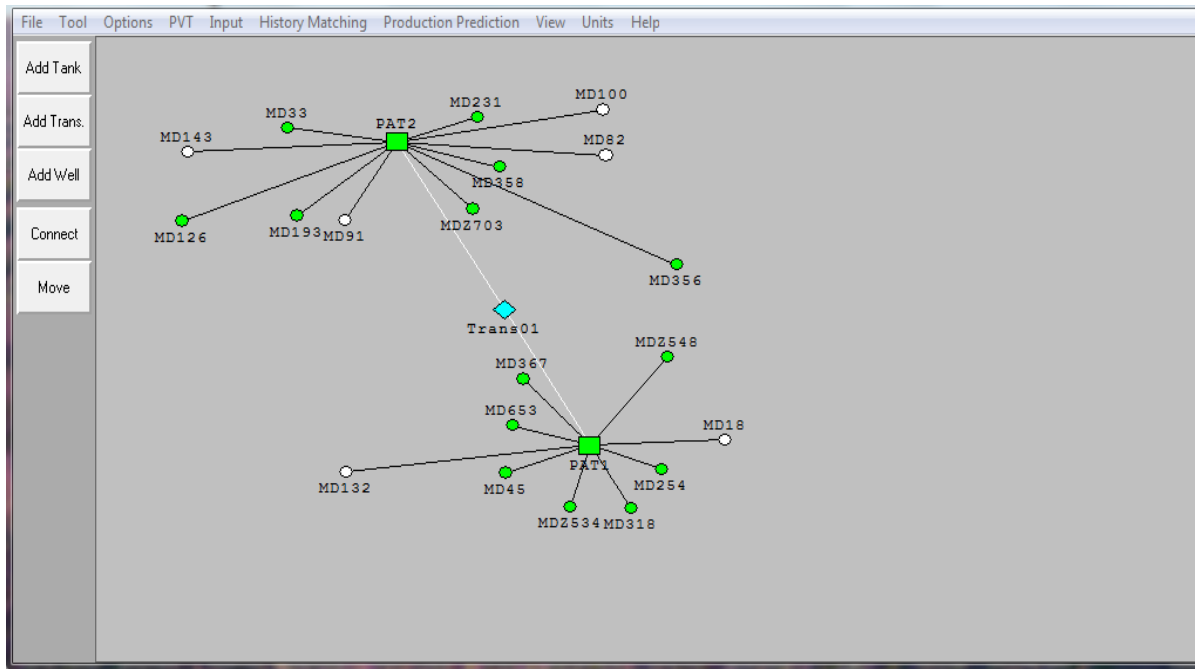 File Tool Options PVT Input History Matching Production Prediction View Units Help
Add Tank
Add Trans.
Add Well
Connect
Move
MD100
MD231
MD33
PAT2
MD143
MD82
MD358
MDZ703
MD193
MD91
MD126
MD356
Trans01
MDZ548
MD367
MD653
MD18
PAT1
MD254
MD132
MD45
MDZ534
MD318